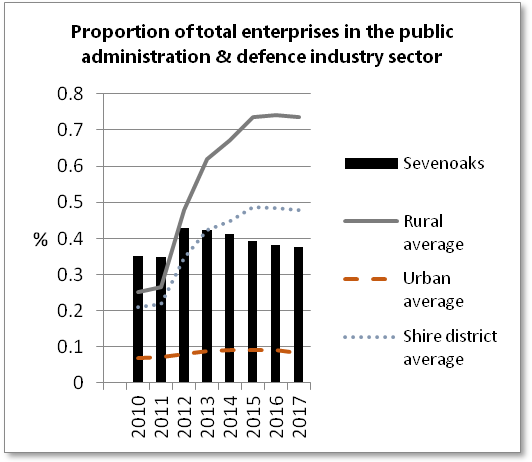 Proportion of total enterprises in the public
administration & defence industry sector
0.8
0.7
0.6
0.5
0.4
0.3
0.2
0.1
0
%
2010
2011
2012
2013
2014
2015
2016
2017
Sevenoaks
Rural
average
Urban
average
Shire district
average